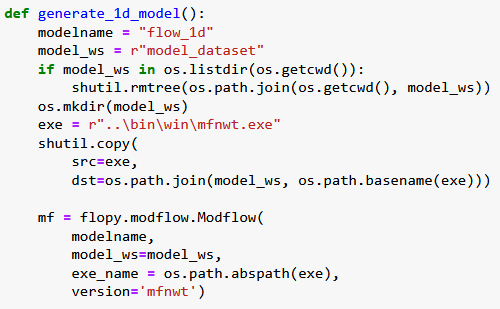 def generate_1d_model():
    modelname = "flow_1d"
    model_ws = r"model_dataset"
    if model_ws in os.listdir(os.getcwd()):
        shutil.rmtree(os.path.join(os.getcwd(), model_ws))
    os.mkdir(model_ws)
    exe = r"..\bin\win\mfnwt.exe"
    shutil.copy(
        src=exe,
        dst=os.path.join(model_ws, os.path.basename(exe)))
    mf = flopy.modflow.Modflow(
        modelname,
        model_ws=model_ws,
        exe_name = os.path.abspath(exe),
        version='mfnwt')